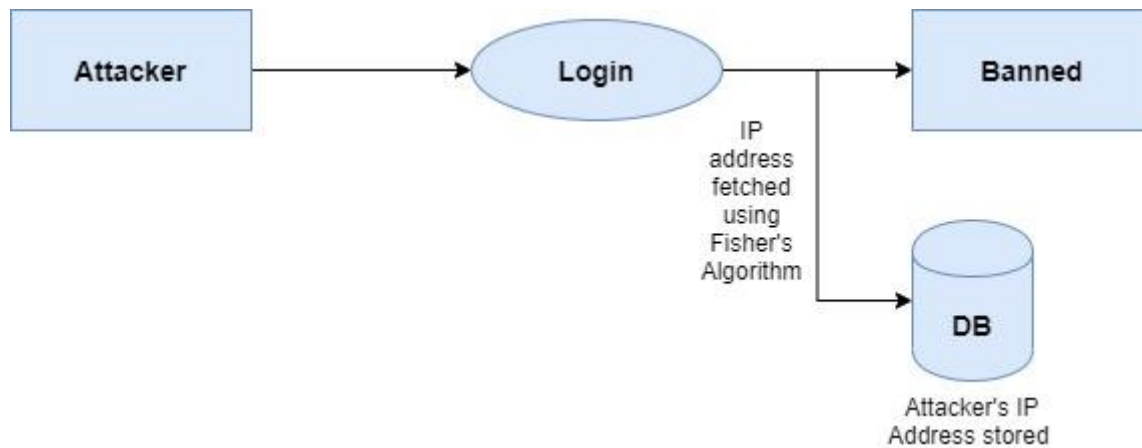 Attacker
Login
Banned
IP
address
fetched
using
Fisher's
Algorithm
DB
Attacker's IP
Address stored